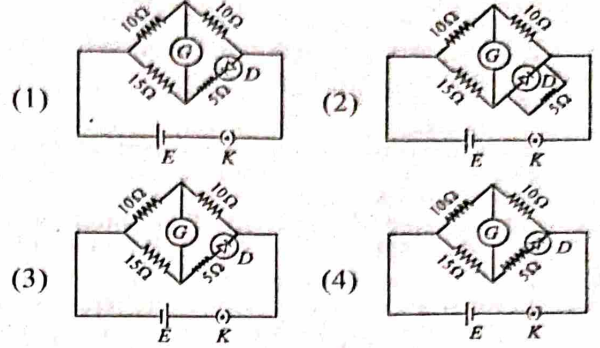 (1) 10Ω 10Ω G 15Ω 5Ω D E K
(2) 10Ω 10Ω G 15Ω D 5Ω E K
(3) 10Ω 10Ω G 15Ω 5Ω D E K
(4) 10Ω 10Ω G 15Ω 5Ω D E K